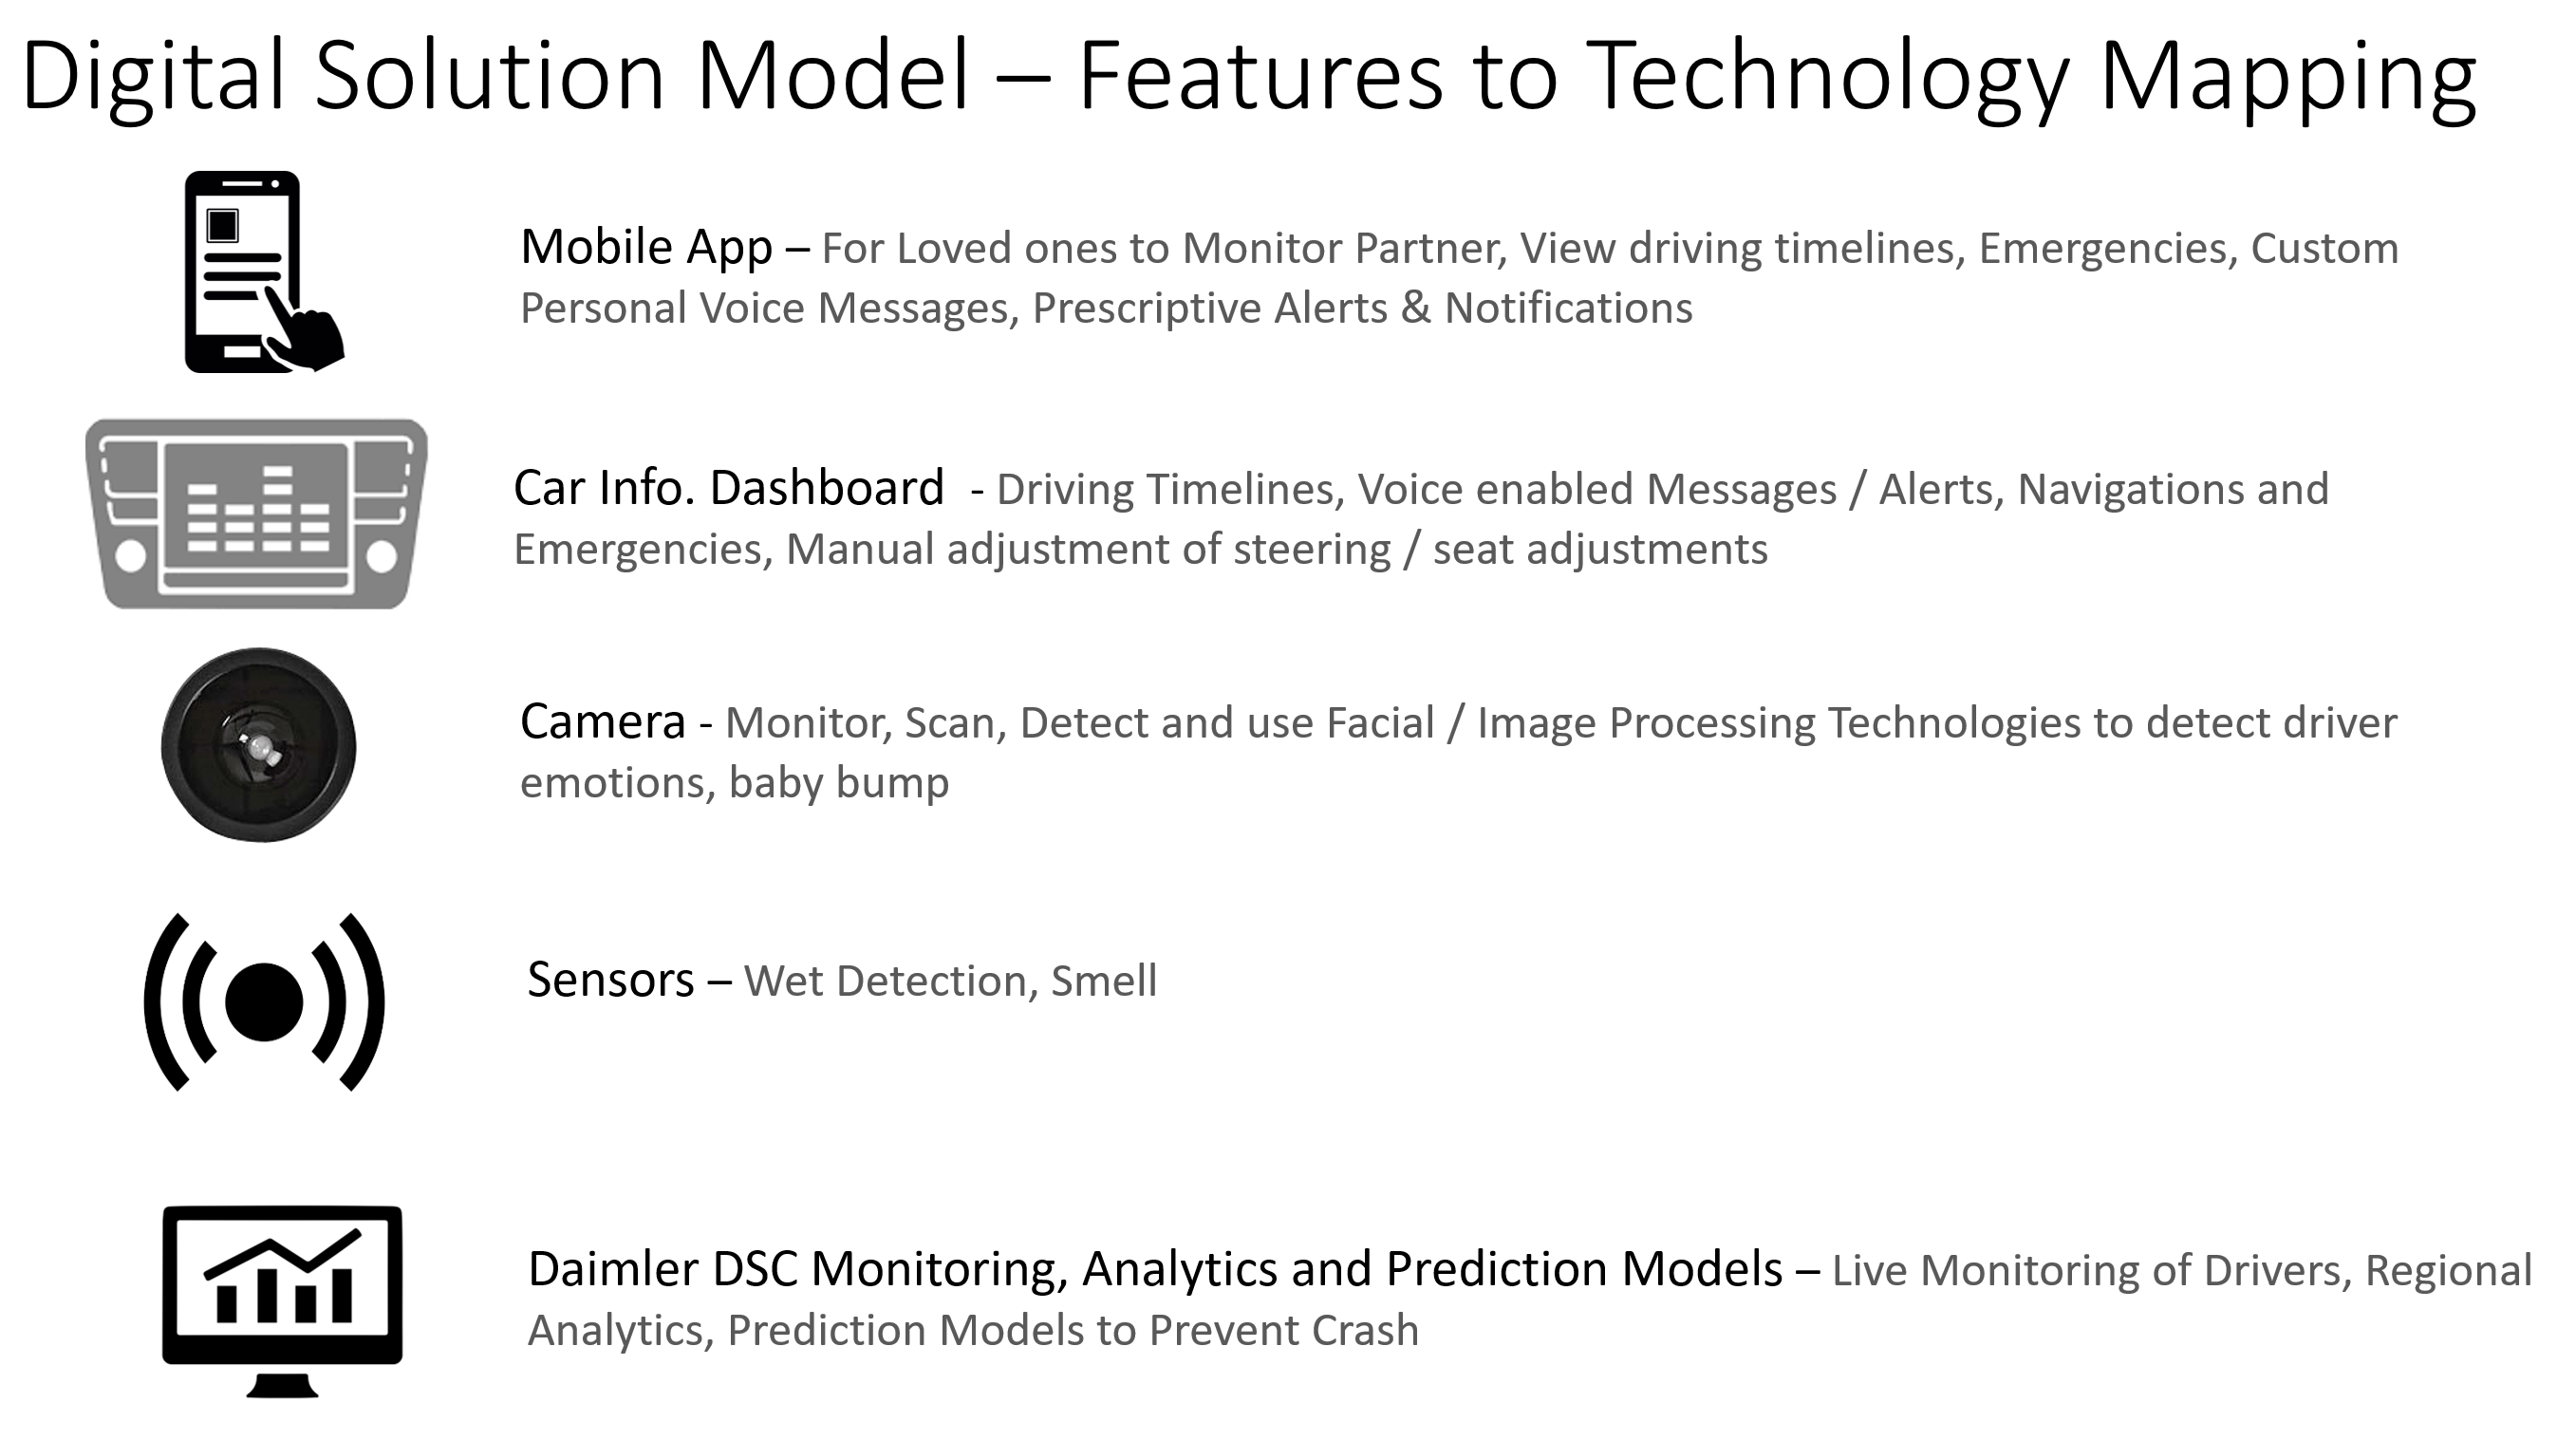 Digital Solution Model – Features to Technology Mapping
Mobile App – For Loved ones to Monitor Partner, View driving timelines, Emergencies, Custom
Personal Voice Messages, Prescriptive Alerts & Notifications
Car Info. Dashboard - Driving Timelines, Voice enabled Messages / Alerts, Navigations and
Emergencies, Manual adjustment of steering / seat adjustments
Camera - Monitor, Scan, Detect and use Facial / Image Processing Technologies to detect driver
emotions, baby bump
Sensors – Wet Detection, Smell
Daimler DSC Monitoring, Analytics and Prediction Models – Live Monitoring of Drivers, Regional
Analytics, Prediction Models to Prevent Crash